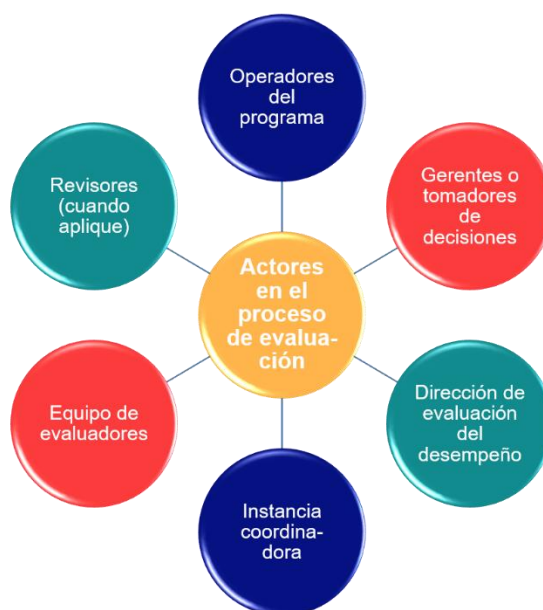 Operadores
del
programa
Gerentes o
tomadores
de
decisiones
Dirección de
evaluación
del
desempeño
Instancia
coordina-
dora
Equipo de
evaluadores
Revisores
(cuando
aplique)
Actores
en el
proceso
de evalua-
ción